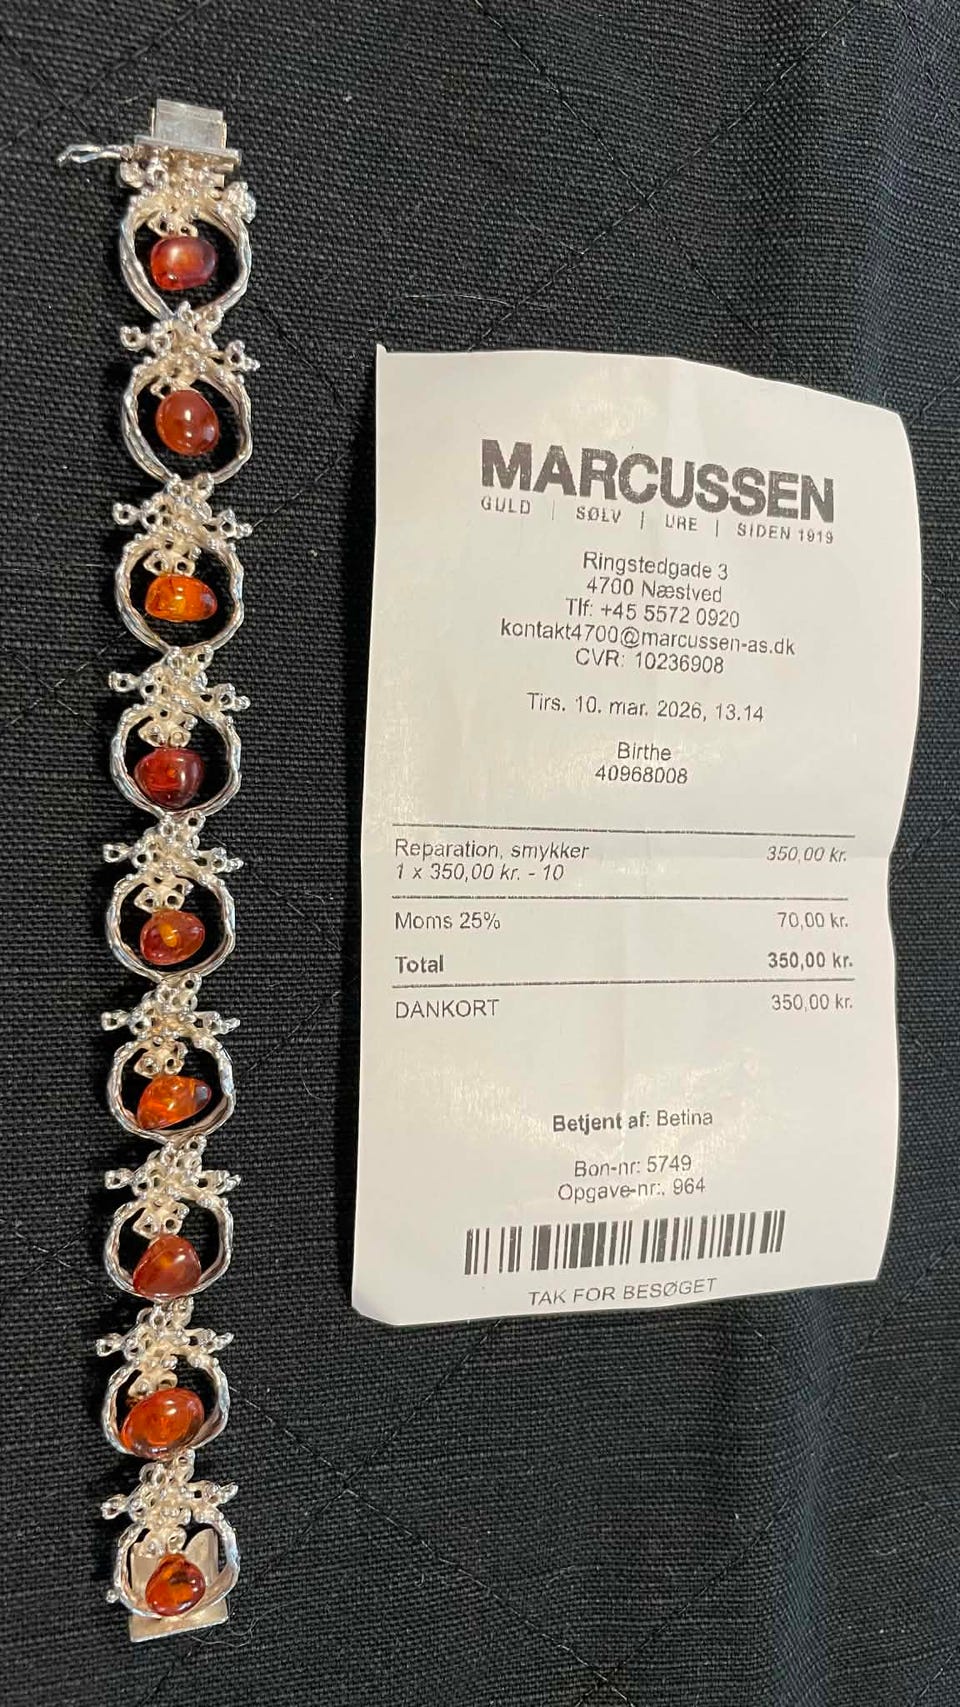 MARCUSSEN
GULD | SØLV | URE | SIDEN 1919
Ringstedgade 3
4700 Næstved
Tlf: +45 5572 0920
kontakt4700@marcussen-as.dk
CVR: 10236908
Tirs. 10. mar. 2026, 13.14
Birthe
40968008
Reparation, smykker 350,00 kr.
1 x 350,00 kr. - 10
Moms 25% 70,00 kr.
Total 350,00 kr.
DANKORT 350,00 kr.
Betjent af: Betina
Bon-nr: 5749
Opgave-nr:. 964
TAK FOR BESØGET